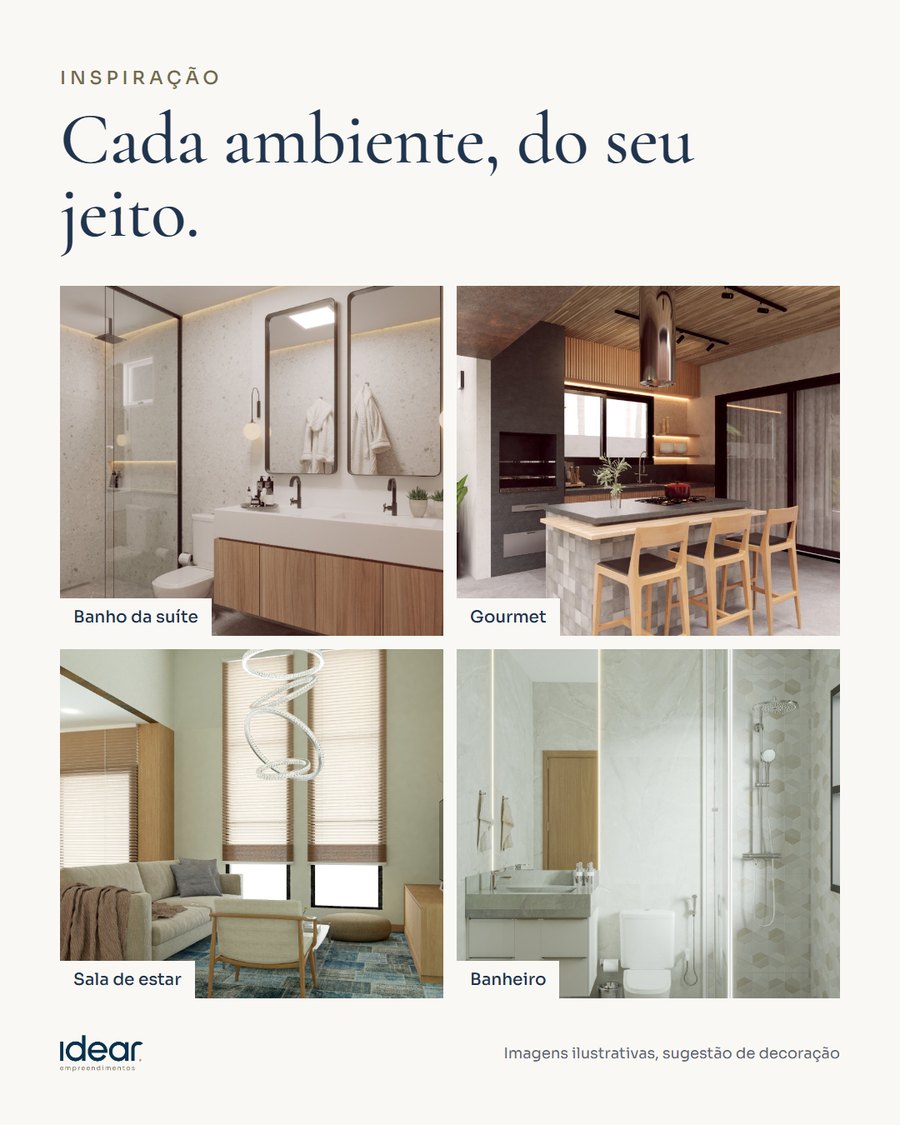 INSPIRAÇÃO
Cada ambiente, do seu
jeito.
Banho da suíte
Gourmet
Sala de estar
Banheiro
idear
empreendimentos
Imagens ilustrativas, sugestão de decoração